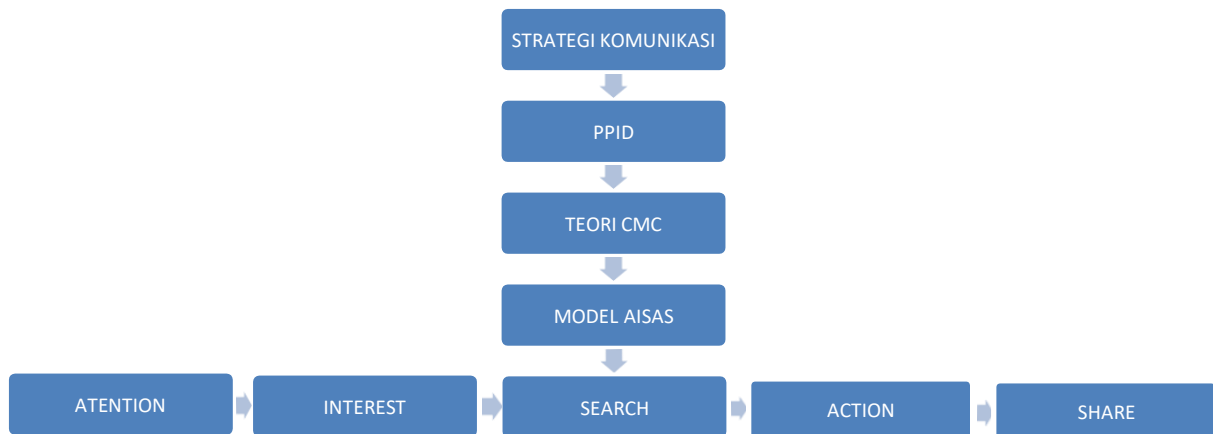 STRATEGI KOMUNIKASI
PPID
TEORI CMC
MODEL AISAS
ATENTION
INTEREST
SEARCH
ACTION
SHARE